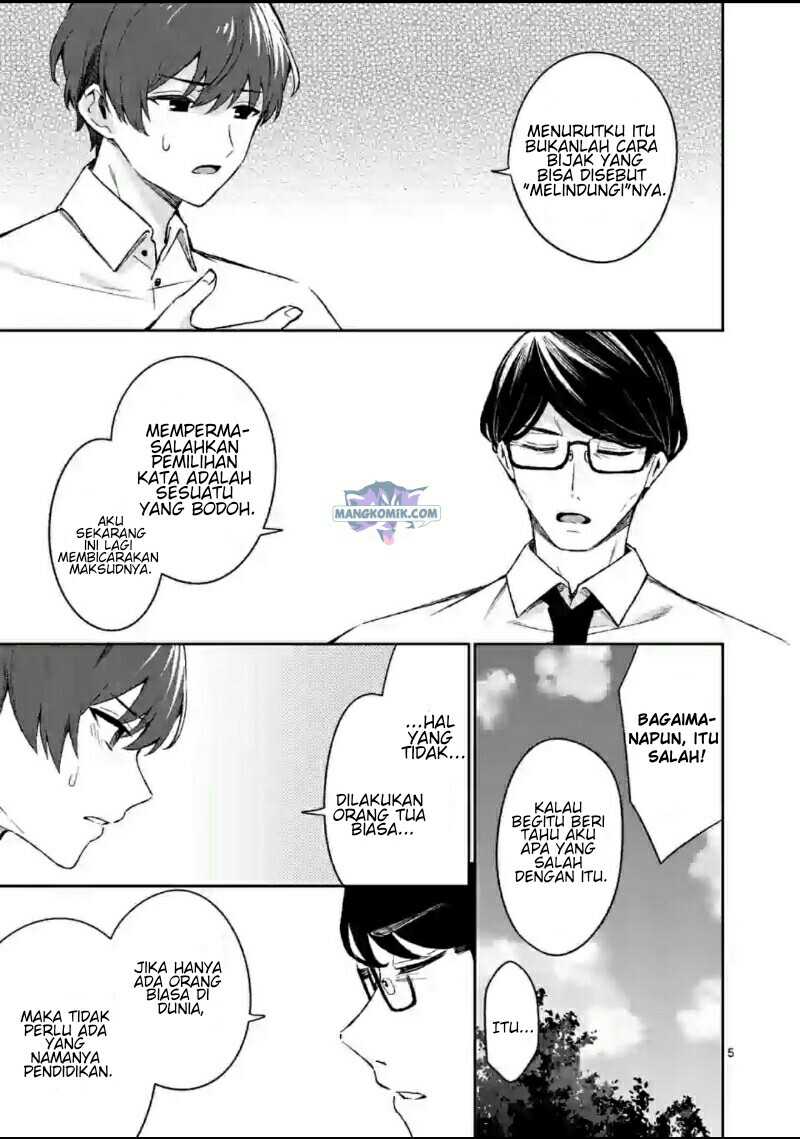 MENURUTKU ITU
BUKANLAH CARA
BIJAK YANG
BISA DISEBUT
"MELINDUNGI"NYA.
MEMPERMA-
SALAHKAN
PEMILIHAN
KATA ADALAH
SESUATU
YANG BODOH.
AKU
SEKARANG
INI LAGI
MEMBICARAKAN
MAKSUDNYA.
MANGKOMIK.COM
BAGAIMA-
NAPUN, ITU
SALAH!
KALAU
BEGITU BERI
TAHU AKU
APA YANG
SALAH
DENGAN ITU.
ITU...
...HAL
YANG
TIDAK...
DILAKUKAN
ORANG TUA
BIASA...
JIKA HANYA
ADA ORANG
BIASA DI
DUNIA,
MAKA TIDAK
PERLU ADA
YANG
NAMANYA
PENDIDIKAN.
5